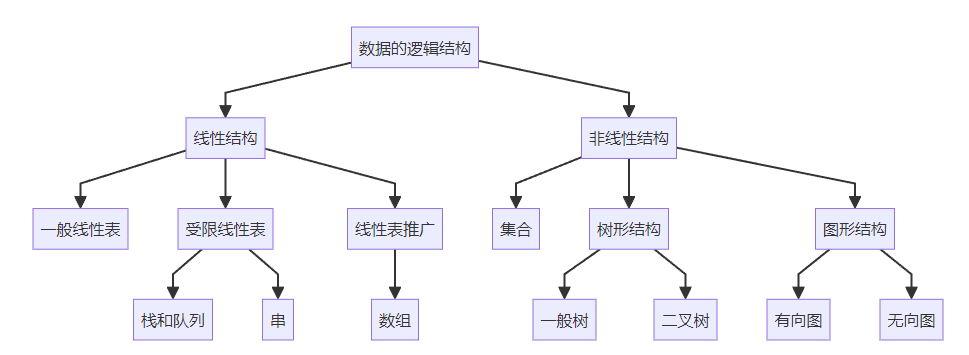 数据的逻辑结构
线性结构
非线性结构
一般线性表
受限线性表
线性表推广
集合
树形结构
图形结构
栈和队列
串
数组
一般树
二叉树
有向图
无向图